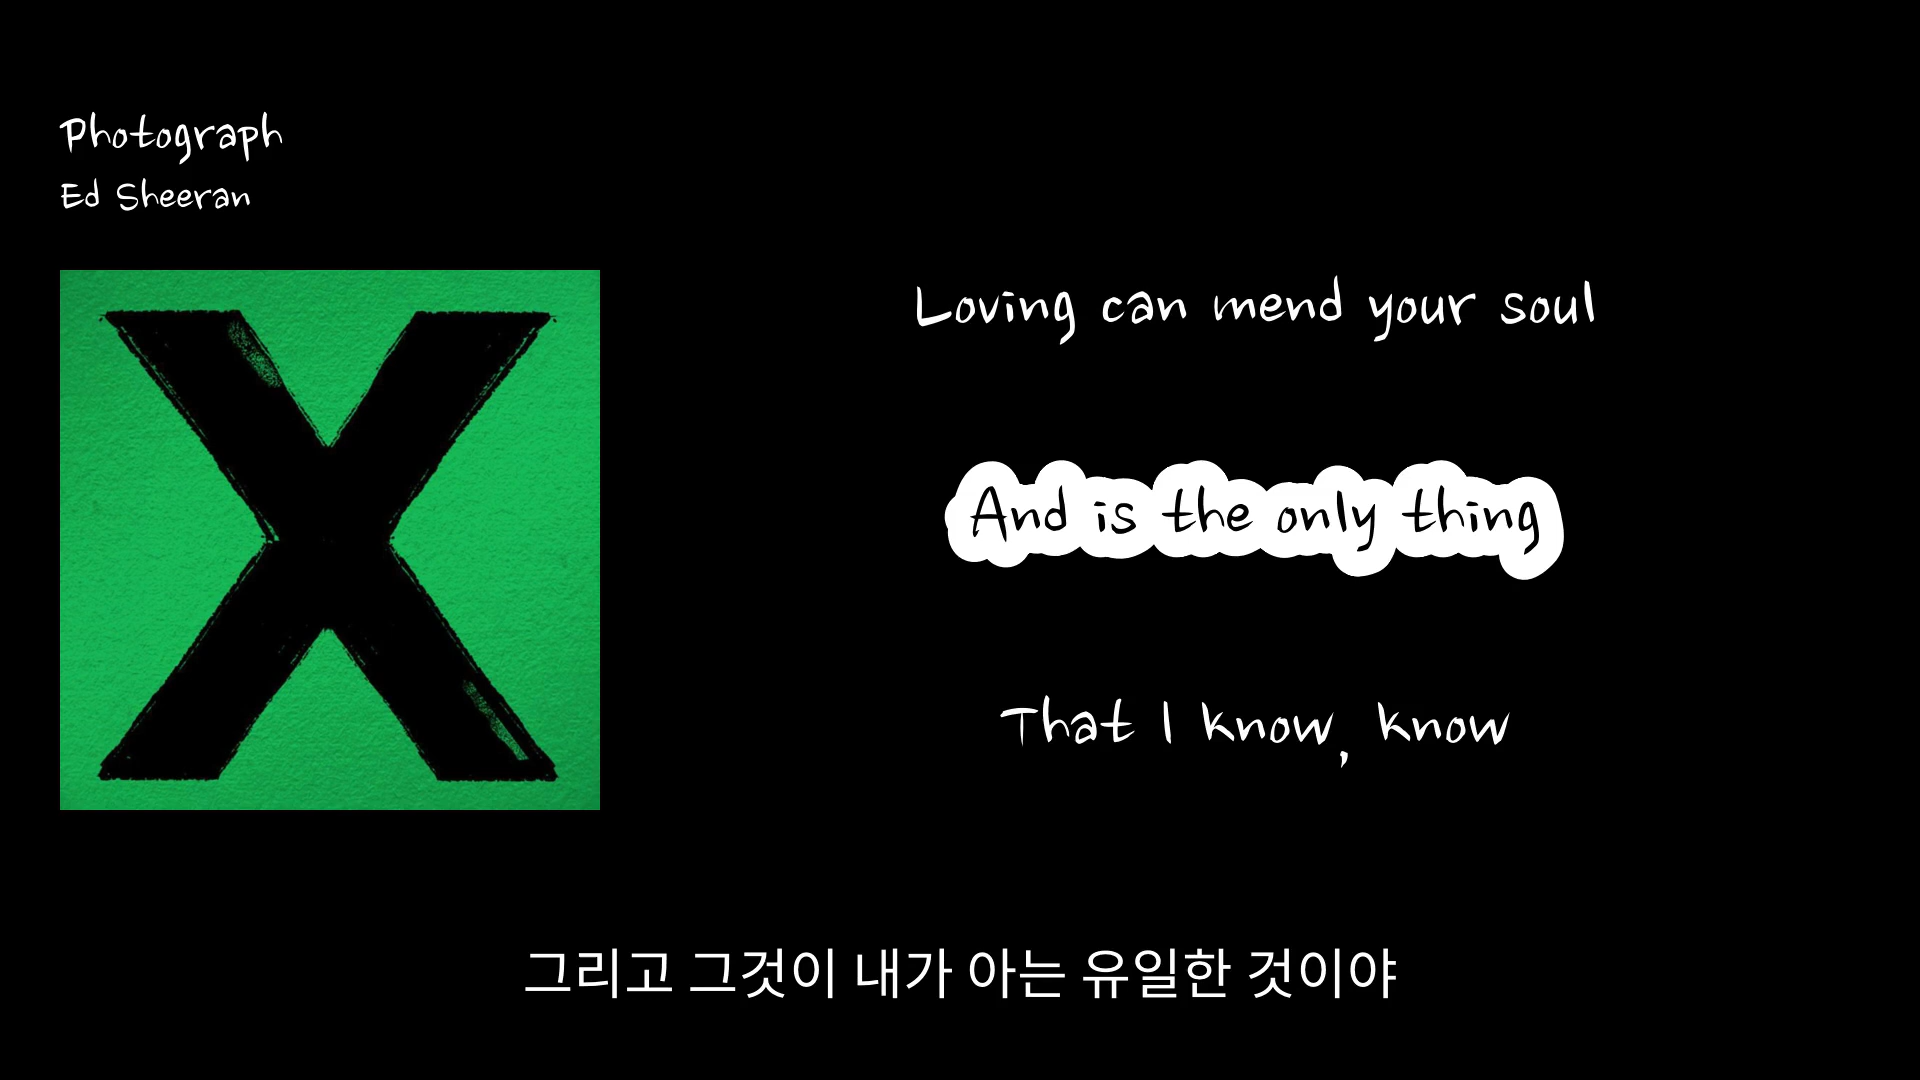 Photograph
Ed Sheeran
X
Loving can mend your soul
And is the only thing
That I know, know
그리고 그것이 내가 아는 유일한 것이야